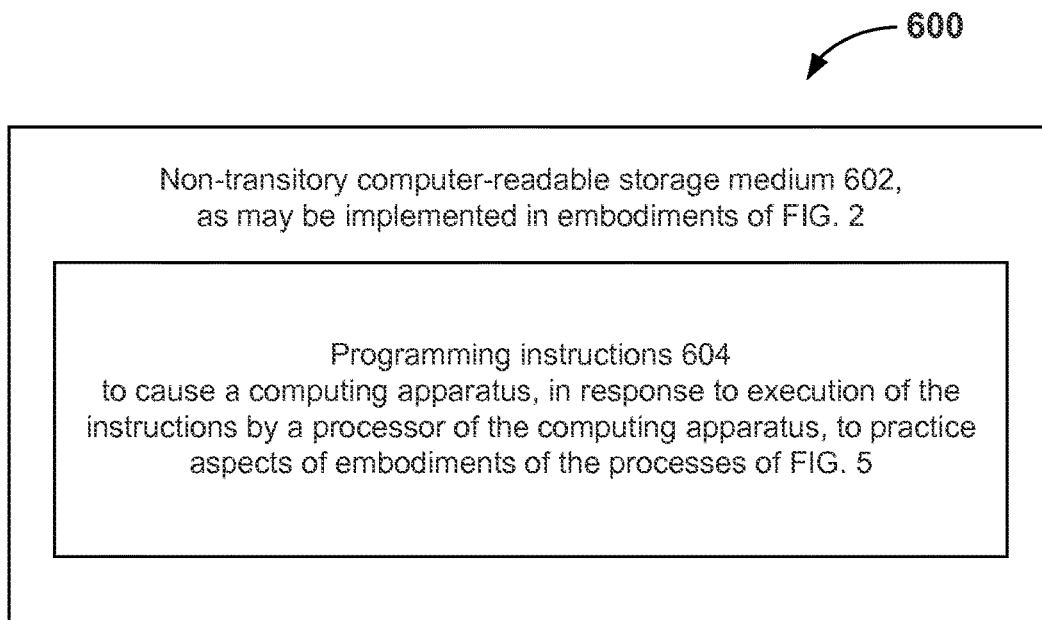 600
Non-transitory computer-readable storage medium 602,
as may be implemented in embodiments of FIG. 2
Programming instructions 604
to cause a computing apparatus, in response to execution of the
instructions by a processor of the computing apparatus, to practice
aspects of embodiments of the processes of FIG. 5